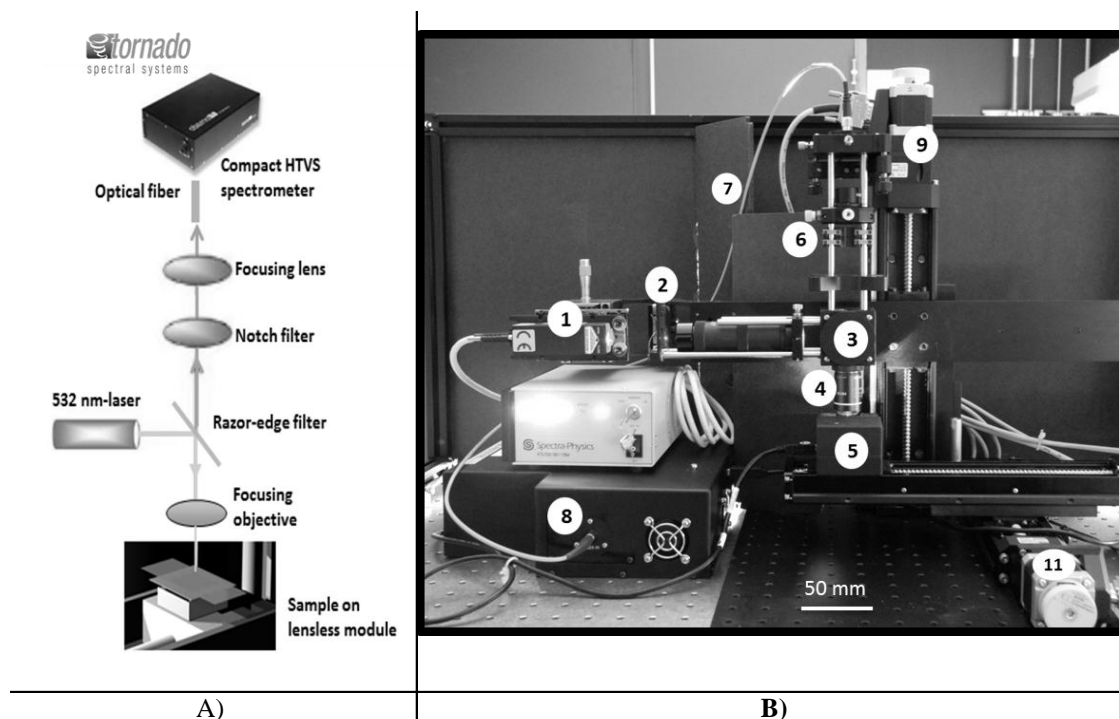 tornado
spectral systems
Compact HTVS
spectrometer
Optical fiber
Focusing lens
Notch filter
532 nm-laser
Razor-edge filter
Focusing
objective
Sample on
lensless module
A)
1
2
3
4
5
6
7
8
9
11
CE
Spectra-Physics
50 mm
B)